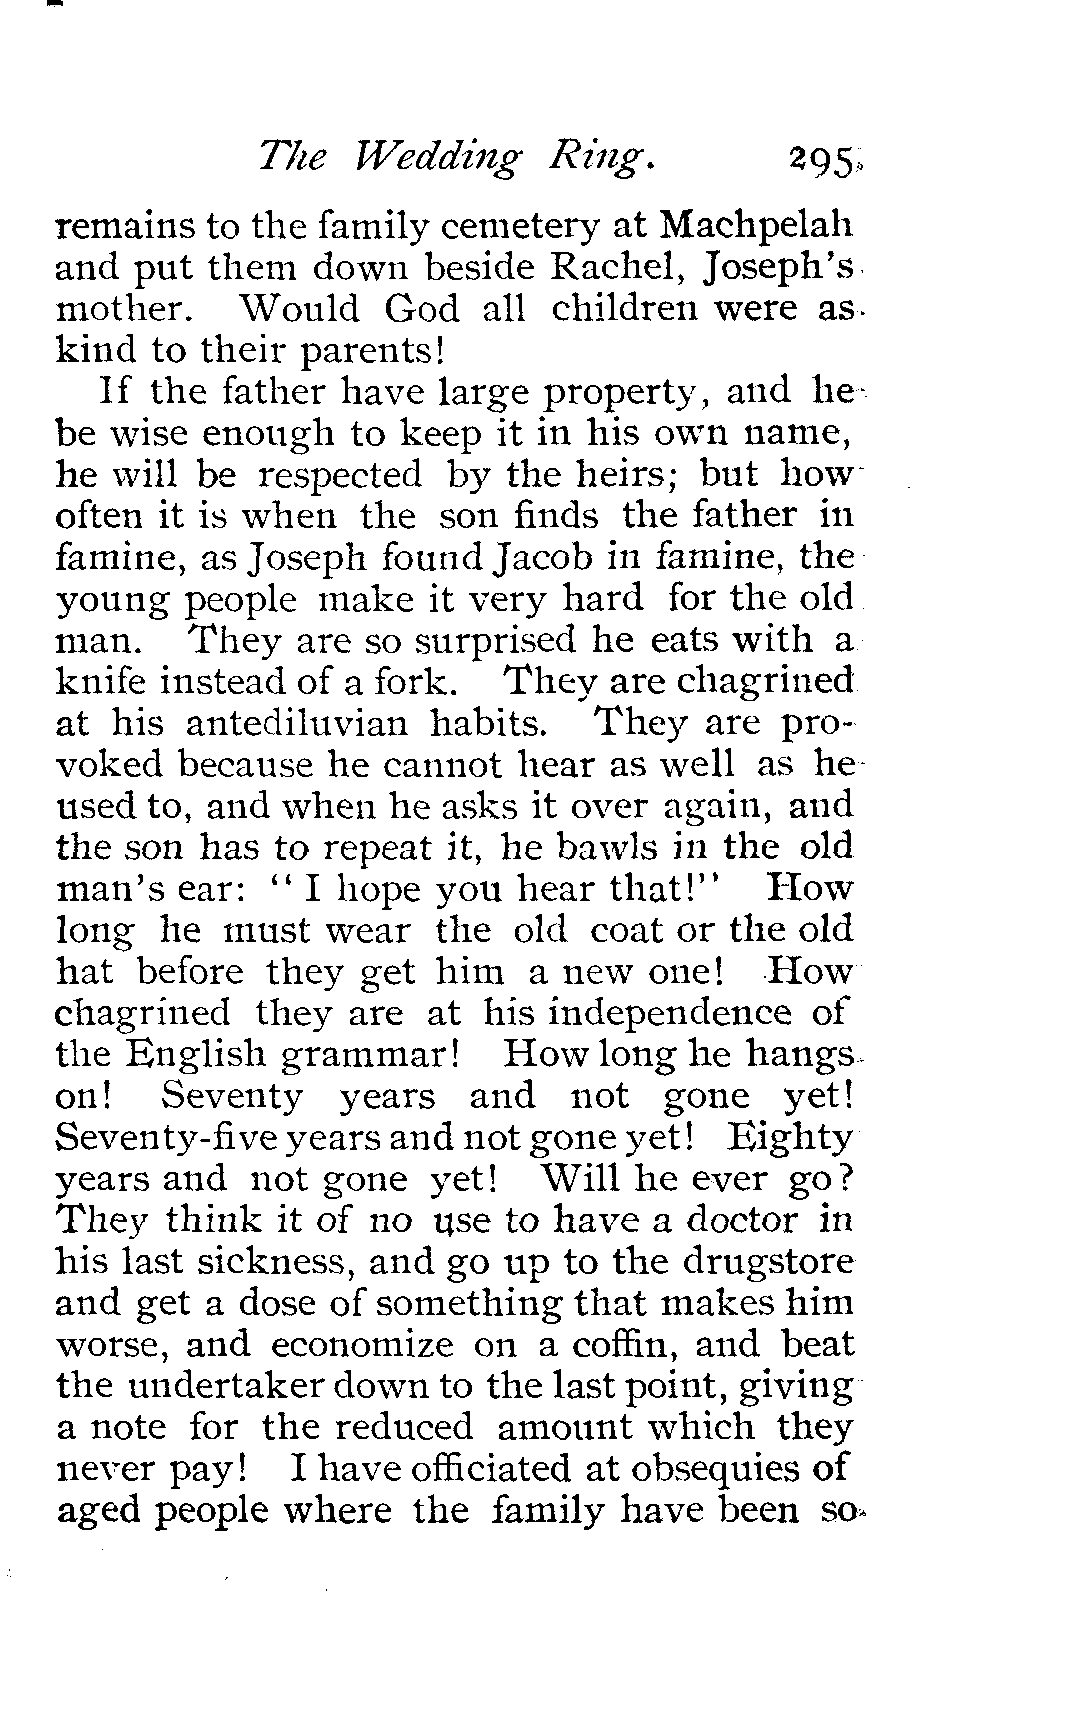 The Wedding Ring. 295
remains to the family cemetery at Machpelah
and put them down beside Rachel, Joseph's
mother. Would God all children were as
kind to their parents!
If the father have large property, and he
be wise enough to keep it in his own name,
he will be respected by the heirs; but how
often it is when the son finds the father in
famine, as Joseph found Jacob in famine, the
young people make it very hard for the old
man. They are so surprised he eats with a
knife instead of a fork. They are chagrined
at his antediluvian habits. They are pro-
voked because he cannot hear as well as he
used to, and when he asks it over again, and
the son has to repeat it, he bawls in the old
man's ear: "I hope you hear that!" How
long he must wear the old coat or the old
hat before they get him a new one! How
chagrined they are at his independence of
the English grammar! How long he hangs
on! Seventy years and not gone yet!
Seventy-five years and not gone yet! Eighty
years and not gone yet! Will he ever go?
They think it of no use to have a doctor in
his last sickness, and go up to the drugstore
and get a dose of something that makes him
worse, and economize on a coffin, and beat
the undertaker down to the last point, giving
a note for the reduced amount which they
never pay! I have officiated at obsequies of
aged people where the family have been so